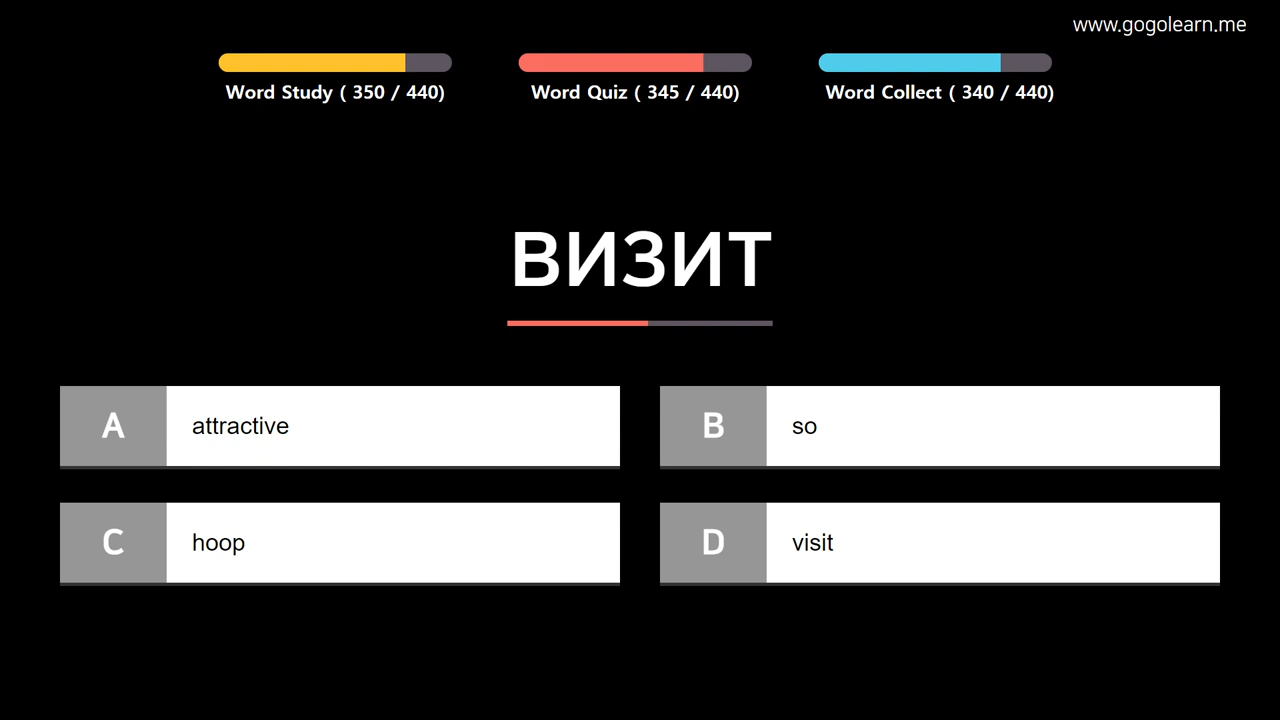 www.gogolearn.me
Word Study ( 350 / 440)
Word Quiz ( 345 / 440)
Word Collect ( 340 / 440)
визит
A attractive
B so
C hoop
D visit